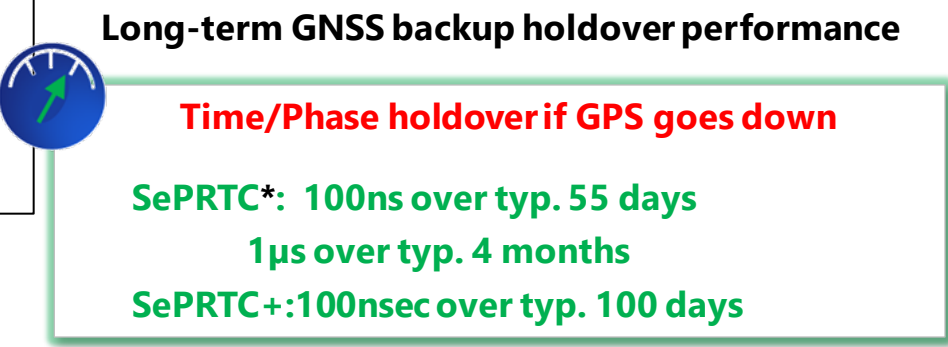 Long-term GNSS backup holdover performance
Time/Phase holdover if GPS goes down
SePRTC*: 100ns over typ. 55 days
1µs over typ. 4 months
SePRTC+:100nsec over typ. 100 days